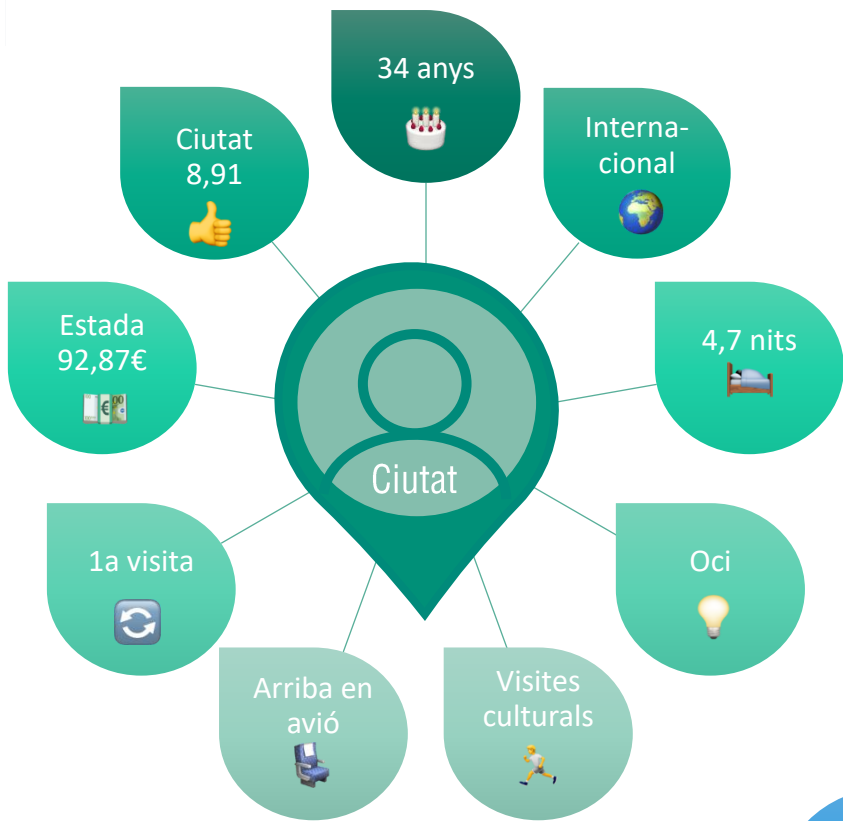 34 anys
Interna-
cional
4,7 nits
Oci
Visites
culturals
Arriba en
avió
1a visita
Estada
92,87€
Ciutat
8,91
Ciutat